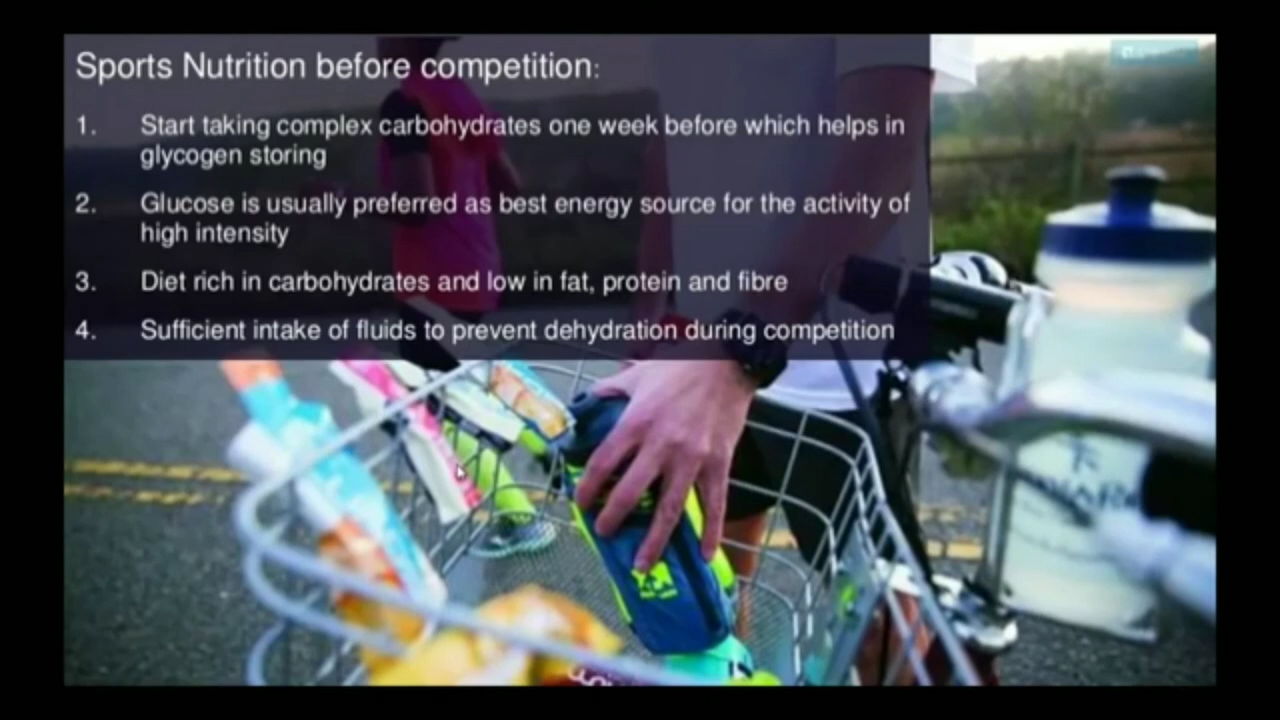 Sports Nutrition before competition:
1. Start taking complex carbohydrates one week before which helps in
glycogen storing
2. Glucose is usually preferred as best energy source for the activity of
high intensity
3. Diet rich in carbohydrates and low in fat, protein and fibre
4. Sufficient intake of fluids to prevent dehydration during competition